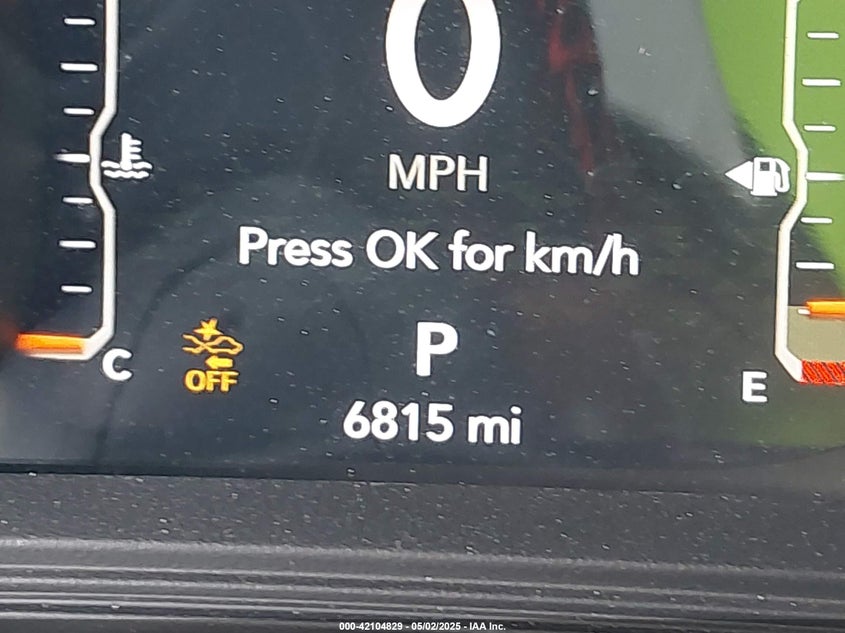 0
MPH
Press OK for km/h
P
C
OFF
E
6815 mi
000-42104829 - 05/02/2025 - IAA Inc.